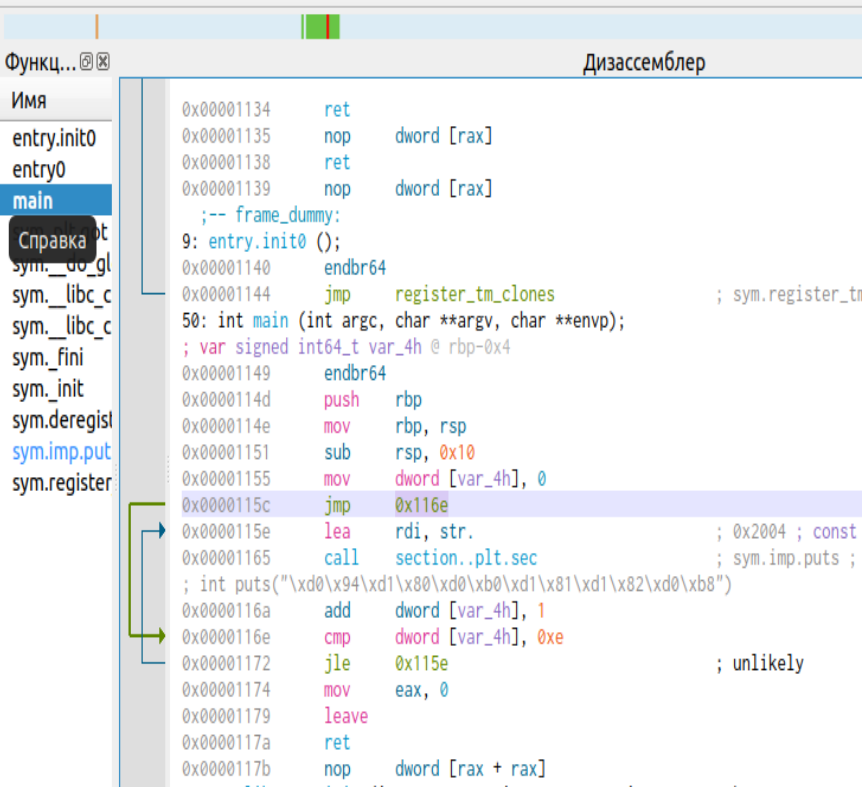 Функц...
Дизассемблер
Имя
entry.init0
entry0
main
Справка
sym.__libc_c
sym.__libc_c
sym._fini
sym._init
sym.deregist
sym.imp.put
sym.register
0x00001134 ret
0x00001135 nop dword [rax]
0x00001138 ret
0x00001139 nop dword [rax]
;-- frame_dummy:
9: entry.init0 ();
0x00001140 endbr64
0x00001144 jmp register_tm_clones ; sym.register_tm
50: int main (int argc, char **argv, char **envp);
; var signed int64_t var_4h @ rbp-0x4
0x00001149 endbr64
0x0000114d push rbp
0x0000114e mov rbp, rsp
0x00001151 sub rsp, 0x10
0x00001155 mov dword [var_4h], 0
0x0000115c jmp 0x116e
0x0000115e lea rdi, str. ; 0x2004 ; const
0x00001165 call section..plt.sec ; sym.imp.puts ;
; int puts("\xd0\x94\xd1\x80\xd0\xb0\xd1\x81\xd1\x82\xd0\xb8")
0x0000116a add dword [var_4h], 1
0x0000116e cmp dword [var_4h], 0xe
0x00001172 jle 0x115e ; unlikely
0x00001174 mov eax, 0
0x00001179 leave
0x0000117a ret
0x0000117b nop dword [rax + rax]